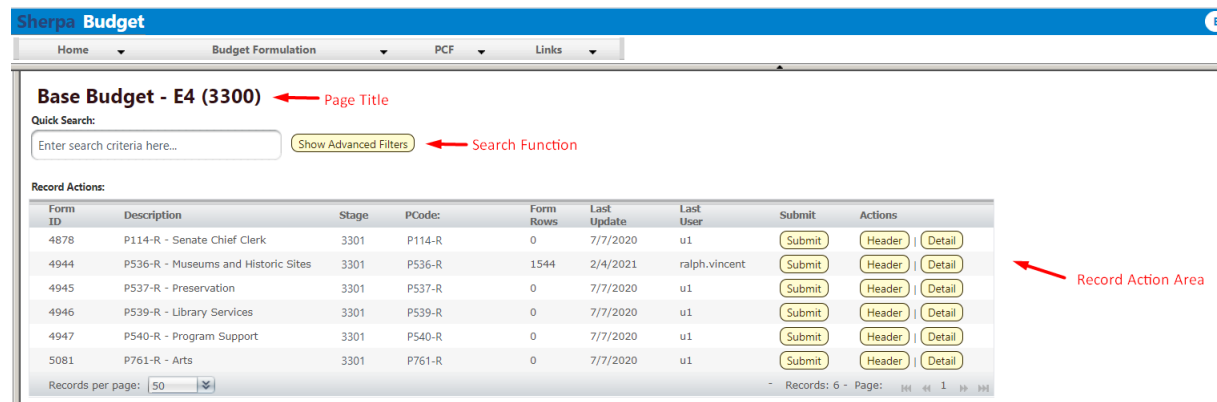 Sherpa Budget
Home Budget Formulation PCF Links
Base Budget - E4 (3300) Page Title
Quick Search:
Enter search criteria here... Show Advanced Filters Search Function
Record Actions:
Form ID Description Stage PCode: Form Rows Last Update Last User Submit Actions
4878 P114-R - Senate Chief Clerk 3301 P114-R 0 7/7/2020 u1 Submit Header | Detail
4944 P536-R - Museums and Historic Sites 3301 P536-R 1544 2/4/2021 ralph.vincent Submit Header | Detail
4945 P537-R - Preservation 3301 P537-R 0 7/7/2020 u1 Submit Header | Detail
Record Action Area
4946 P539-R - Library Services 3301 P539-R 0 7/7/2020 u1 Submit Header | Detail
4947 P540-R - Program Support 3301 P540-R 0 7/7/2020 u1 Submit Header | Detail
5081 P761-R - Arts 3301 P761-R 0 7/7/2020 u1 Submit Header | Detail
Records per page: 50 - Records: 6 - Page: 1